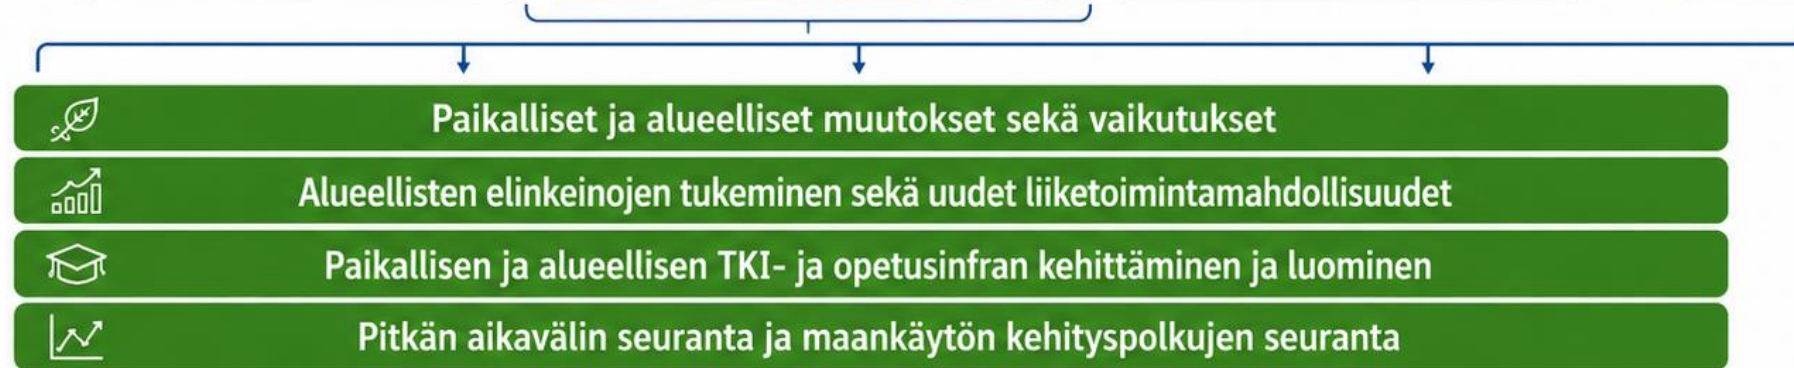 Paikalliset ja alueelliset muutokset sekä vaikutukset
Alueellisten elinkeinojen tukeminen sekä uudet liiketoimintamahdollisuudet
Paikallisen ja alueellisen TKI- ja opetusinfran kehittäminen ja luominen
Pitkän aikavälin seuranta ja maankäytön kehityspolkujen seuranta